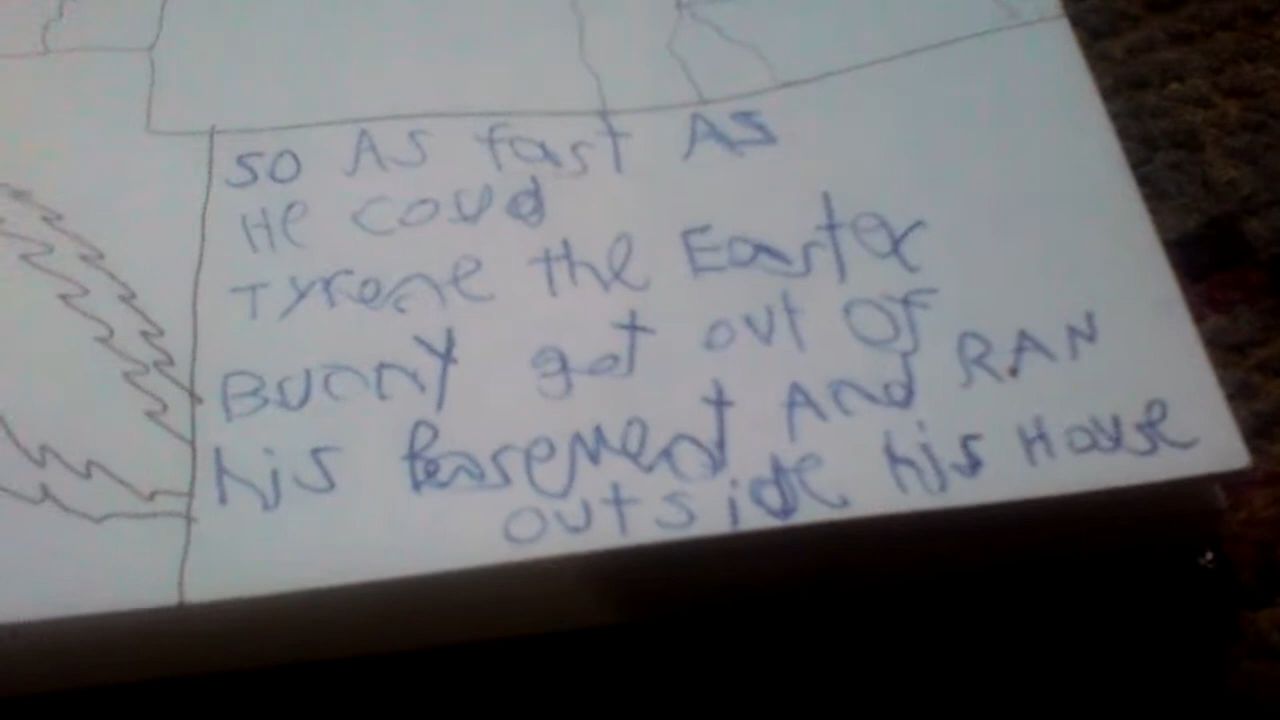 SO AS fast AS
He coud
Tyrone the Easter
Bunny got out OF
his basement And RAN
outside his House